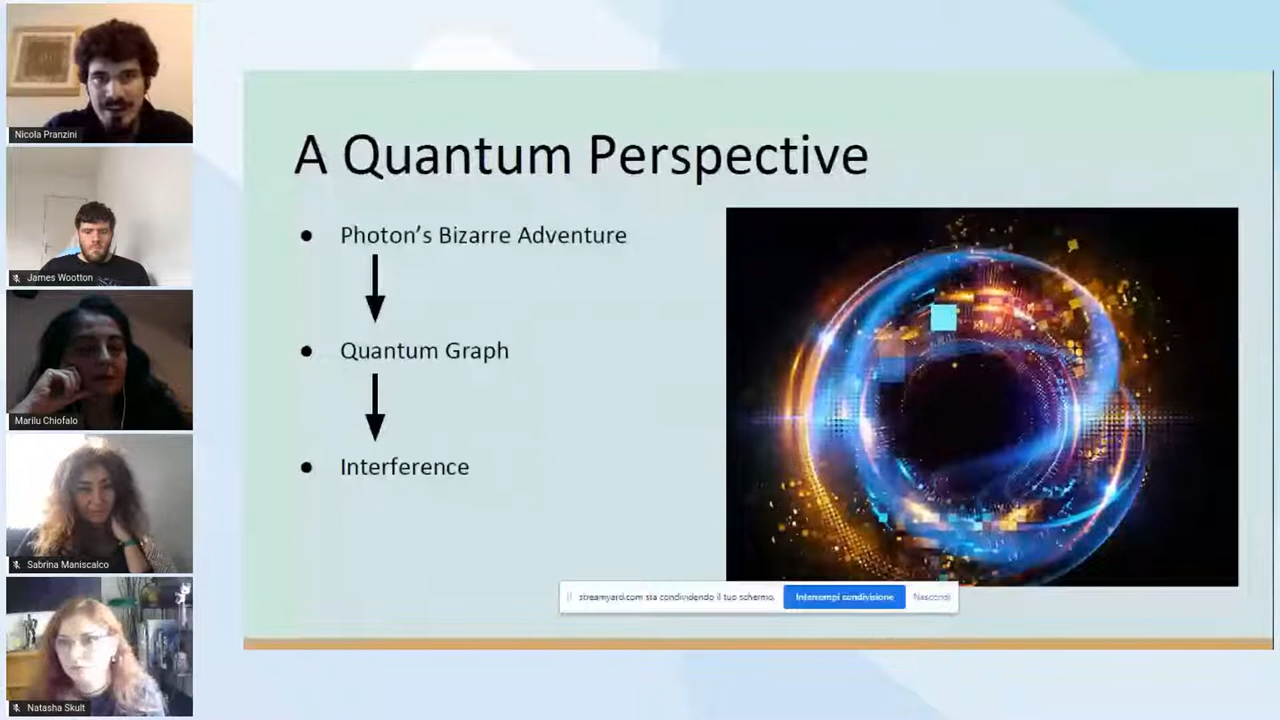 Nicola Pranzini
James Wootton
Marilu Chiofalo
Sabrina Maniscalco
Natasha Skult
A Quantum Perspective
● Photon’s Bizarre Adventure
● Quantum Graph
● Interference
streamyard.com sta condividendo il tuo schermo. Interrompi condivisione Nascondi